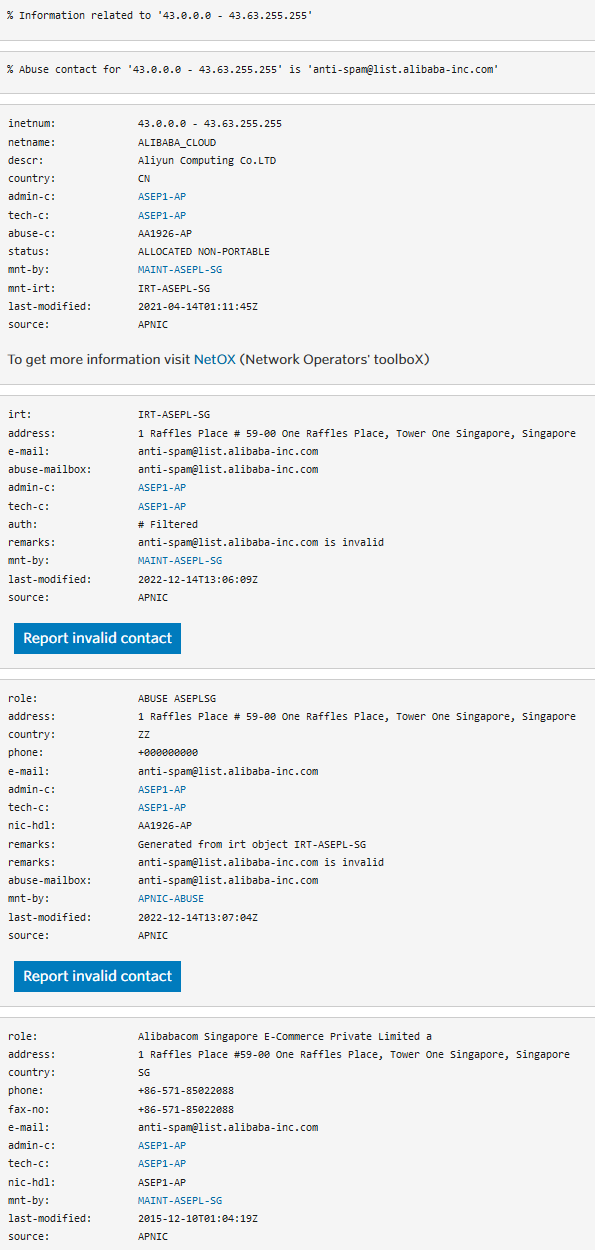 % Information related to '43.0.0.0 - 43.63.255.255'
% Abuse contact for '43.0.0.0 - 43.63.255.255' is 'anti-spam@list.alibaba-inc.com'
inetnum: 43.0.0.0 - 43.63.255.255
netname: ALIBABA_CLOUD
descr: Aliyun Computing Co.LTD
country: CN
admin-c: ASEP1-AP
tech-c: ASEP1-AP
abuse-c: AA1926-AP
status: ALLOCATED NON-PORTABLE
mnt-by: MAINT-ASEPL-SG
mnt-irt: IRT-ASEPL-SG
last-modified: 2021-04-14T01:11:45Z
source: APNIC
To get more information visit NetOX (Network Operators' toolboX)
irt: IRT-ASEPL-SG
address: 1 Raffles Place # 59-00 One Raffles Place, Tower One Singapore, Singapore
e-mail: anti-spam@list.alibaba-inc.com
abuse-mailbox: anti-spam@list.alibaba-inc.com
admin-c: ASEP1-AP
tech-c: ASEP1-AP
auth: # Filtered
remarks: anti-spam@list.alibaba-inc.com is invalid
mnt-by: MAINT-ASEPL-SG
last-modified: 2022-12-14T13:06:09Z
source: APNIC
Report invalid contact
role: ABUSE ASEPLSG
address: 1 Raffles Place # 59-00 One Raffles Place, Tower One Singapore, Singapore
country: ZZ
phone: +000000000
e-mail: anti-spam@list.alibaba-inc.com
admin-c: ASEP1-AP
tech-c: ASEP1-AP
nic-hdl: AA1926-AP
remarks: Generated from irt object IRT-ASEPL-SG
remarks: anti-spam@list.alibaba-inc.com is invalid
abuse-mailbox: anti-spam@list.alibaba-inc.com
mnt-by: APNIC-ABUSE
last-modified: 2022-12-14T13:07:04Z
source: APNIC
Report invalid contact
role: Alibabacom Singapore E-Commerce Private Limited a
address: 1 Raffles Place #59-00 One Raffles Place, Tower One Singapore, Singapore
country: SG
phone: +86-571-85022088
fax-no: +86-571-85022088
e-mail: anti-spam@list.alibaba-inc.com
admin-c: ASEP1-AP
tech-c: ASEP1-AP
nic-hdl: ASEP1-AP
mnt-by: MAINT-ASEPL-SG
last-modified: 2015-12-10T01:04:19Z
source: APNIC